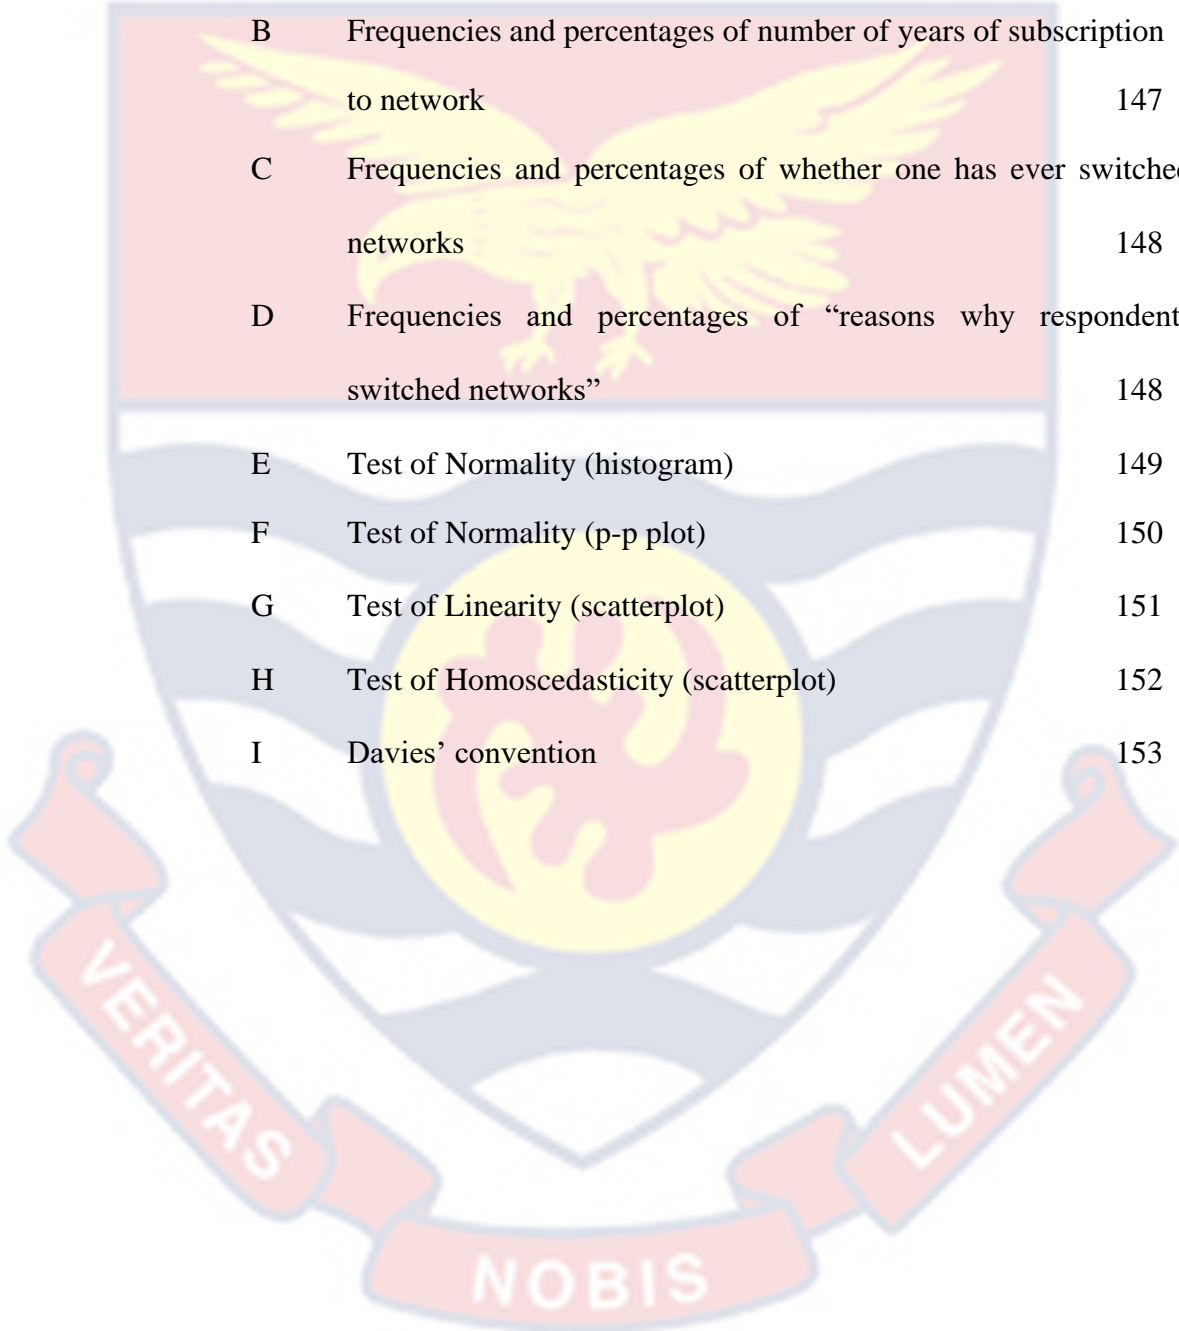 B Frequencies and percentages of number of years of subscription
to network 147
C Frequencies and percentages of whether one has ever switched
networks 148
D Frequencies and percentages of “reasons why respondent
switched networks” 148
E Test of Normality (histogram) 149
F Test of Normality (p-p plot) 150
G Test of Linearity (scatterplot) 151
H Test of Homoscedasticity (scatterplot) 152
I Davies’ convention 153
VERITAS
NOBIS
LUMEN